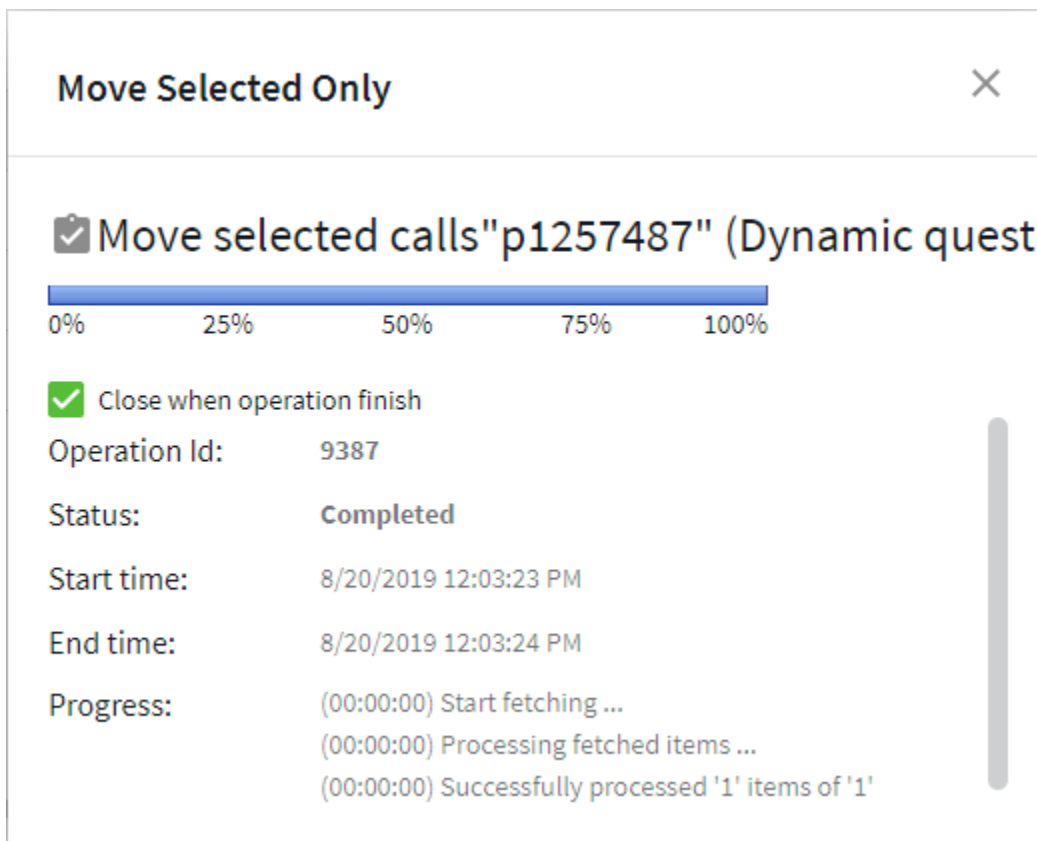 Move Selected Only
Move selected calls"p1257487" (Dynamic quest
0% 25% 50% 75% 100%
Close when operation finish
Operation Id: 9387
Status: Completed
Start time: 8/20/2019 12:03:23 PM
End time: 8/20/2019 12:03:24 PM
Progress: (00:00:00) Start fetching ...
(00:00:00) Processing fetched items ...
(00:00:00) Successfully processed '1' items of '1'